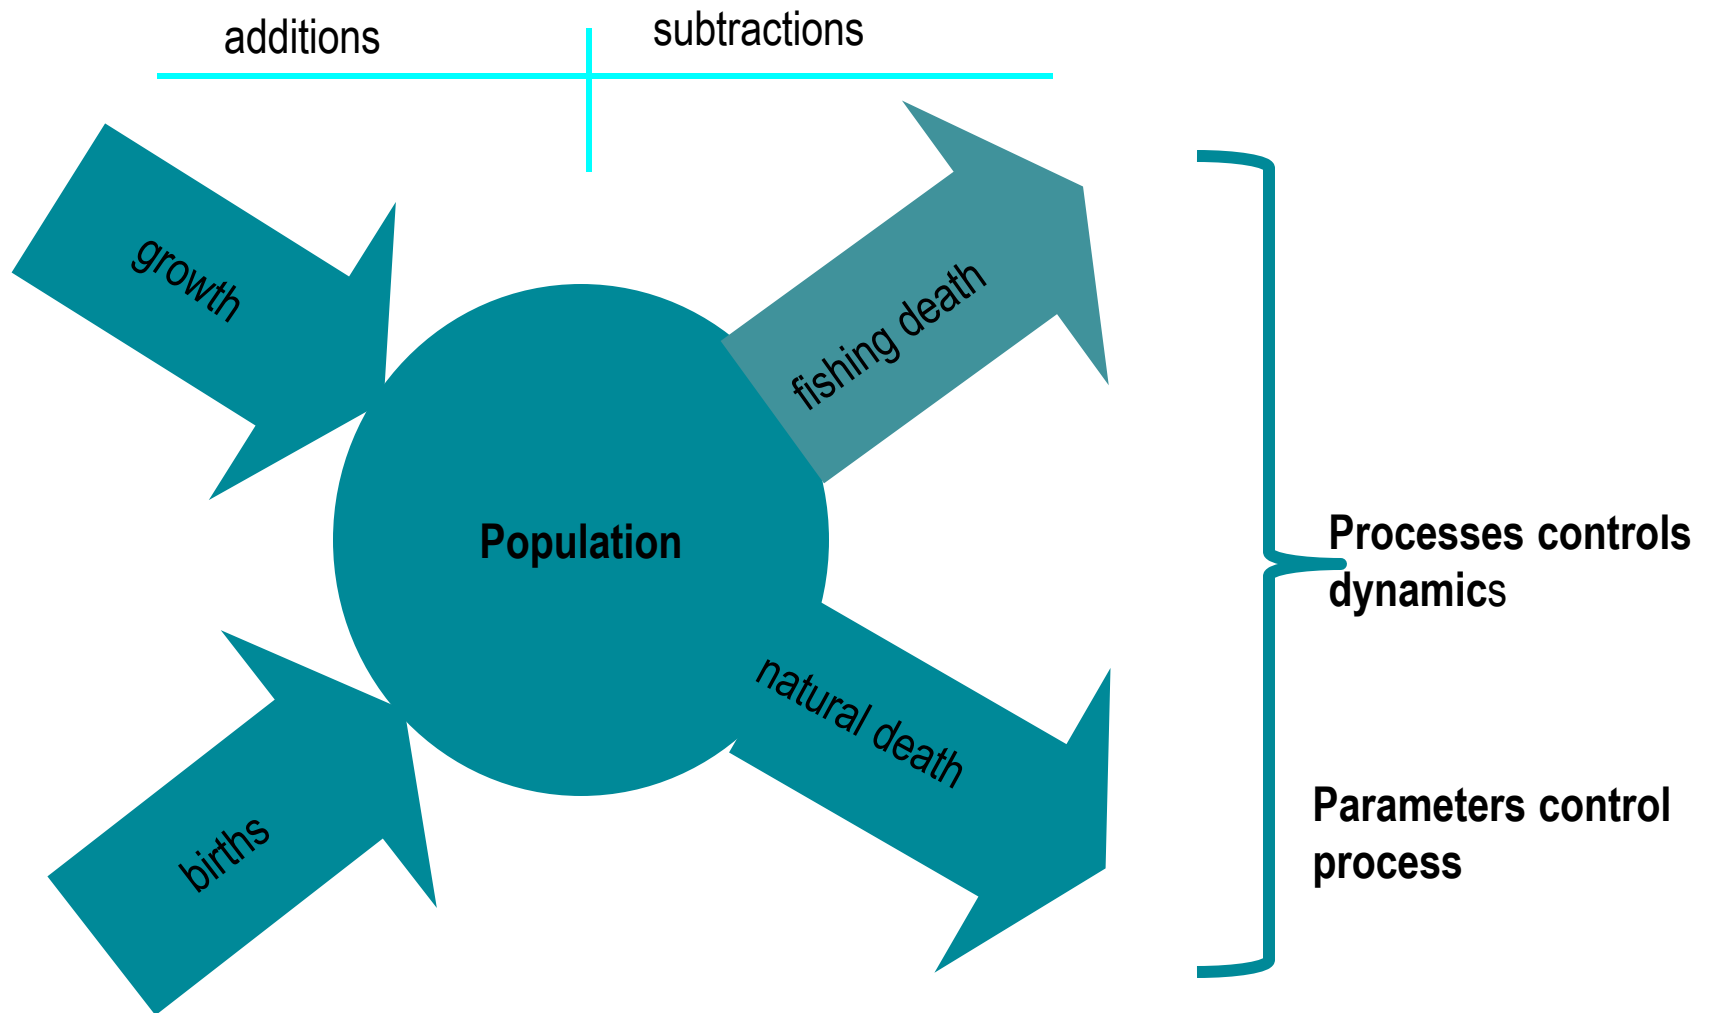 additions
subtractions
growth
fishing death
Population
Processes controls
dynamics
natural death
Parameters control
process
births